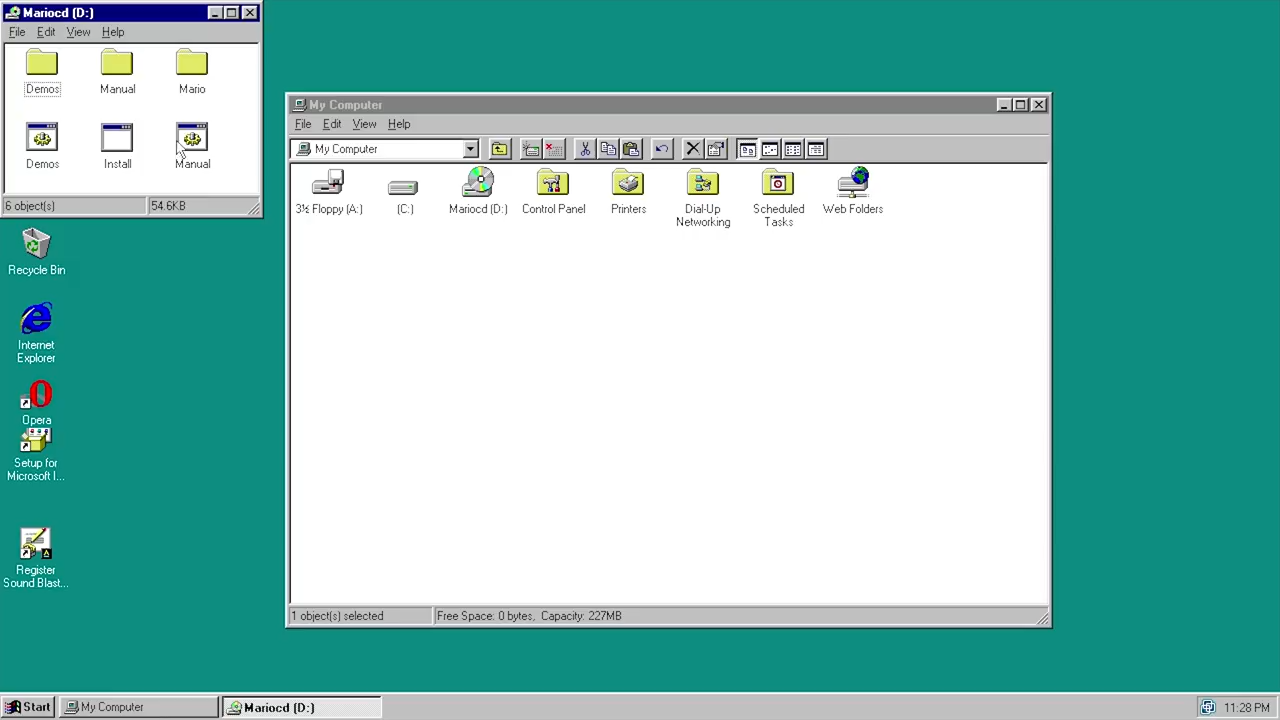 Mariocd (D:)
File Edit View Help
Demos Manual Mario
Demos Install Manual
6 object(s) 54.6KB
My Computer
File Edit View Help
My Computer
3½ Floppy (A:) (C:) Mariocd (D:) Control Panel Printers Dial-Up Networking Scheduled Tasks Web Folders
1 object(s) selected Free Space: 0 bytes, Capacity: 227MB
Recycle Bin
Internet
Explorer
Opera
Setup for
Microsoft I...
Register
Sound Blast...
Start My Computer Mariocd (D:) 11:28 PM